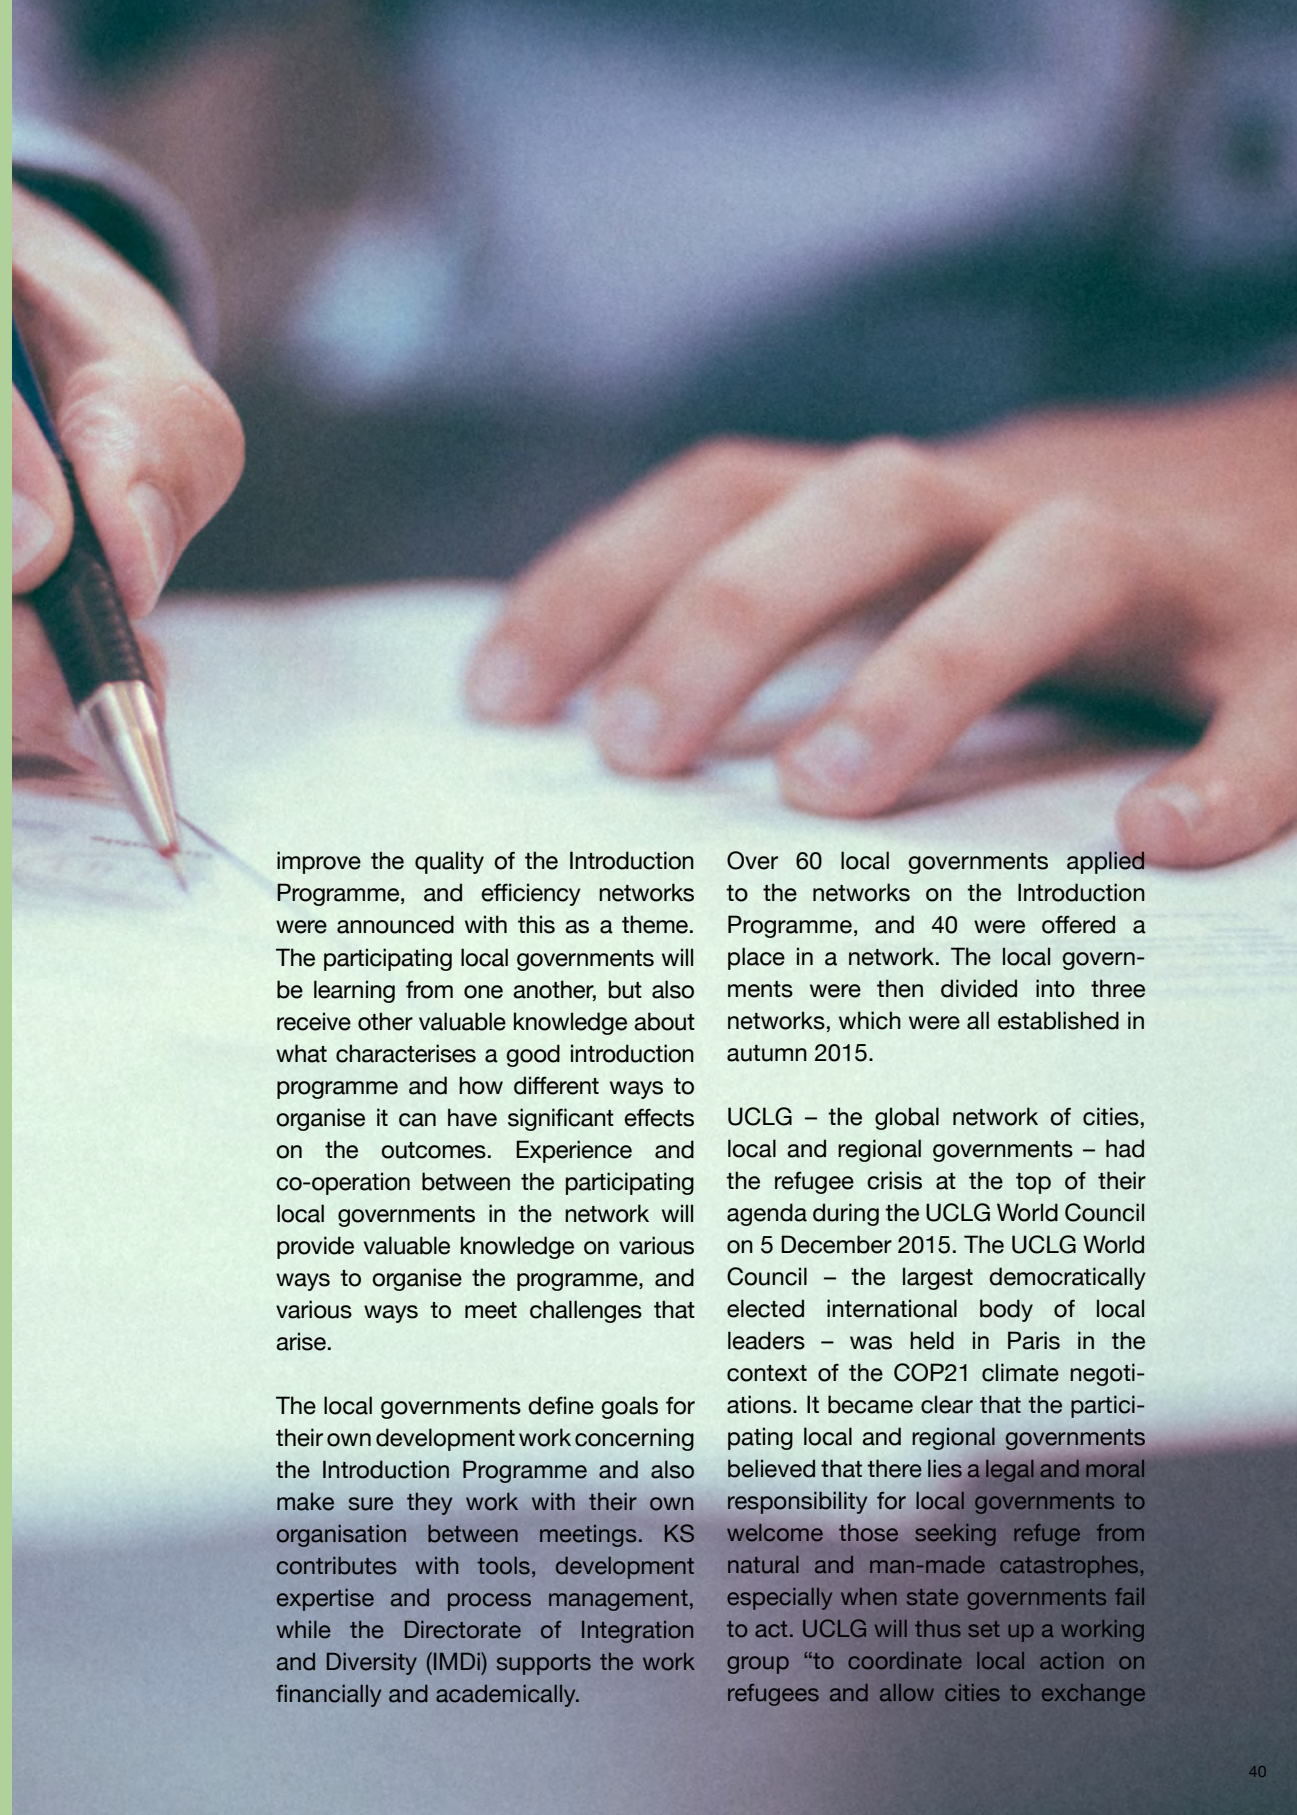 improve the quality of the Introduction
Programme, and efficiency networks
were announced with this as a theme.
The participating local governments will
be learning from one another, but also
receive other valuable knowledge about
what characterises a good introduction
programme and how different ways to
organise it can have significant effects
on the outcomes. Experience and
co-operation between the participating
local governments in the network will
provide valuable knowledge on various
ways to organise the programme, and
various ways to meet challenges that
arise.

The local governments define goals for
their own development work concerning
the Introduction Programme and also
make sure they work with their own
organisation between meetings. KS
contributes with tools, development
expertise and process management,
while the Directorate of Integration
and Diversity (IMDi) supports the work
financially and academically.

Over 60 local governments applied
to the networks on the Introduction
Programme, and 40 were offered a
place in a network. The local govern-
ments were then divided into three
networks, which were all established in
autumn 2015.

UCLG – the global network of cities,
local and regional governments – had
the refugee crisis at the top of their
agenda during the UCLG World Council
on 5 December 2015. The UCLG World
Council – the largest democratically
elected international body of local
leaders – was held in Paris in the
context of the COP21 climate negoti-
ations. It became clear that the partici-
pating local and regional governments
believed that there lies a legal and moral
responsibility for local governments to
welcome those seeking refuge from
natural and man-made catastrophes,
especially when state governments fail
to act. UCLG will thus set up a working
group “to coordinate local action on
refugees and allow cities to exchange

40